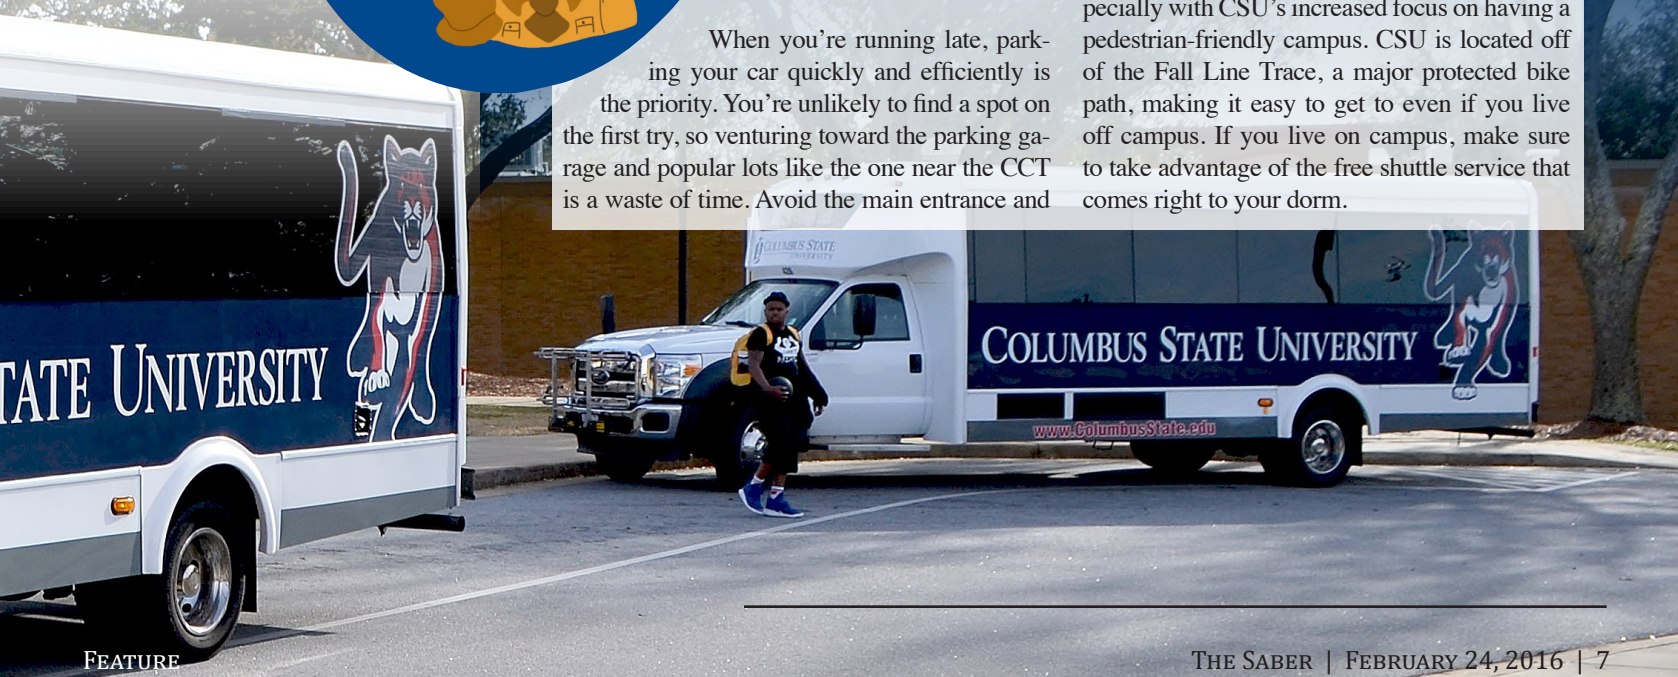 When you're running late, park-
ing your car quickly and efficiently is
the priority. You're unlikely to find a spot on
the first try, so venturing toward the parking ga-
rage and popular lots like the one near the CCT
is a waste of time. Avoid the main entrance and
pecially with CSU's increased focus on having a
pedestrian-friendly campus. CSU is located off
of the Fall Line Trace, a major protected bike
path, making it easy to get to even if you live
off campus. If you live on campus, make sure
to take advantage of the free shuttle service that
comes right to your dorm.
COLUMBUS STATE
UNIVERSITY
COLUMBUS STATE UNIVERSITY
www.ColumbusState.edu
TATE UNIVERSITY
FEATURE
THE SABER | FEBRUARY 24, 2016 | 7